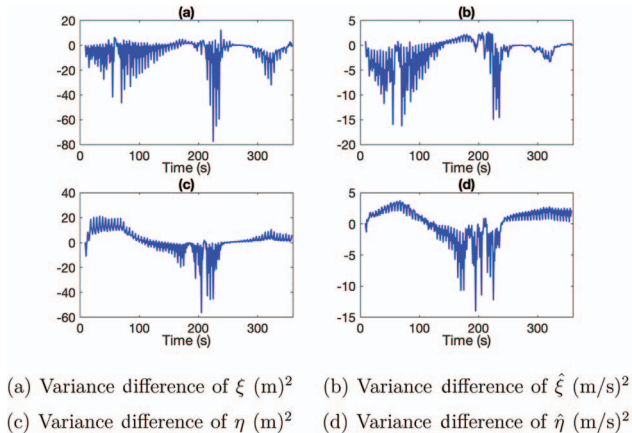 (a) (b)
20 5
0 0
-20 -5
-40 -10
-60 -15
-80 -20
0 100 200 300 0 100 200 300
Time (s) Time (s)
(c) (d)
40 5
20 0
0 -5
-20 -10
-40 -15
-60
0 100 200 300 0 100 200 300
Time (s) Time (s)
(a) Variance difference of ξ (m)² (b) Variance difference of ξ̂ (m/s)²
(c) Variance difference of η (m)² (d) Variance difference of η̂ (m/s)²